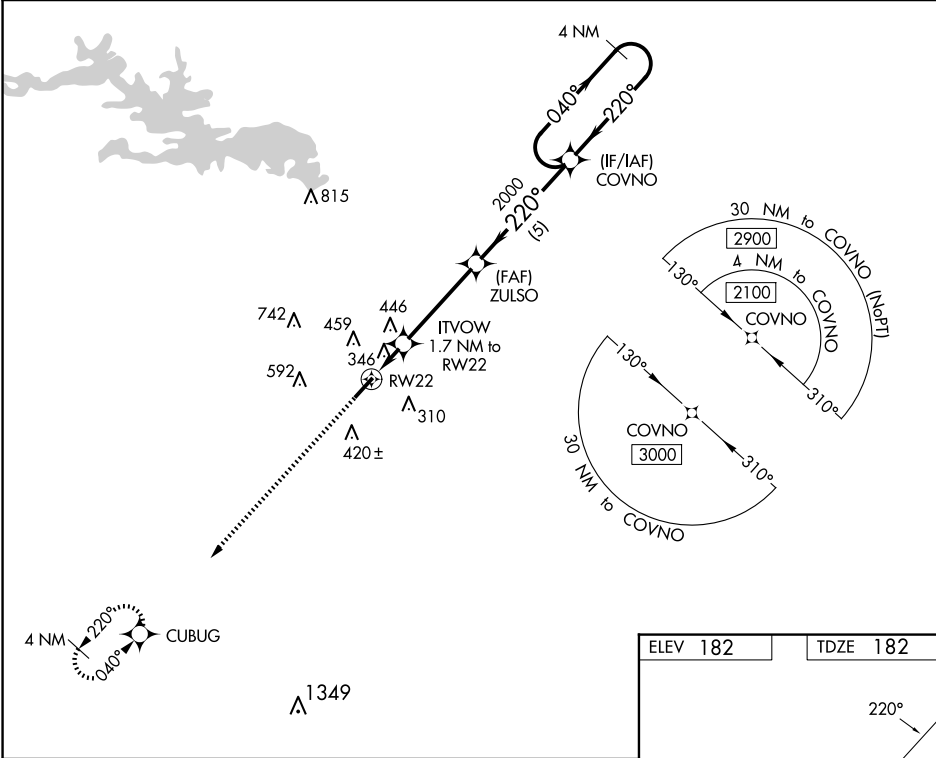 4 NM
040°
220°
(IF/IAF)
COVNO
2000
220°
(5)
815
30 NM to COVNO (NoPT)
2900
4 NM to COVNO
2100
130°
COVNO
310°
(FAF)
ZULSO
742
459
446
346
592
ITVOW
1.7 NM to
RW22
RW22
310
420±
130°
COVNO
3000
310°
30 NM to COVNO
4 NM
220°
040°
CUBUG
1349
ELEV 182
TDZE 182
220°